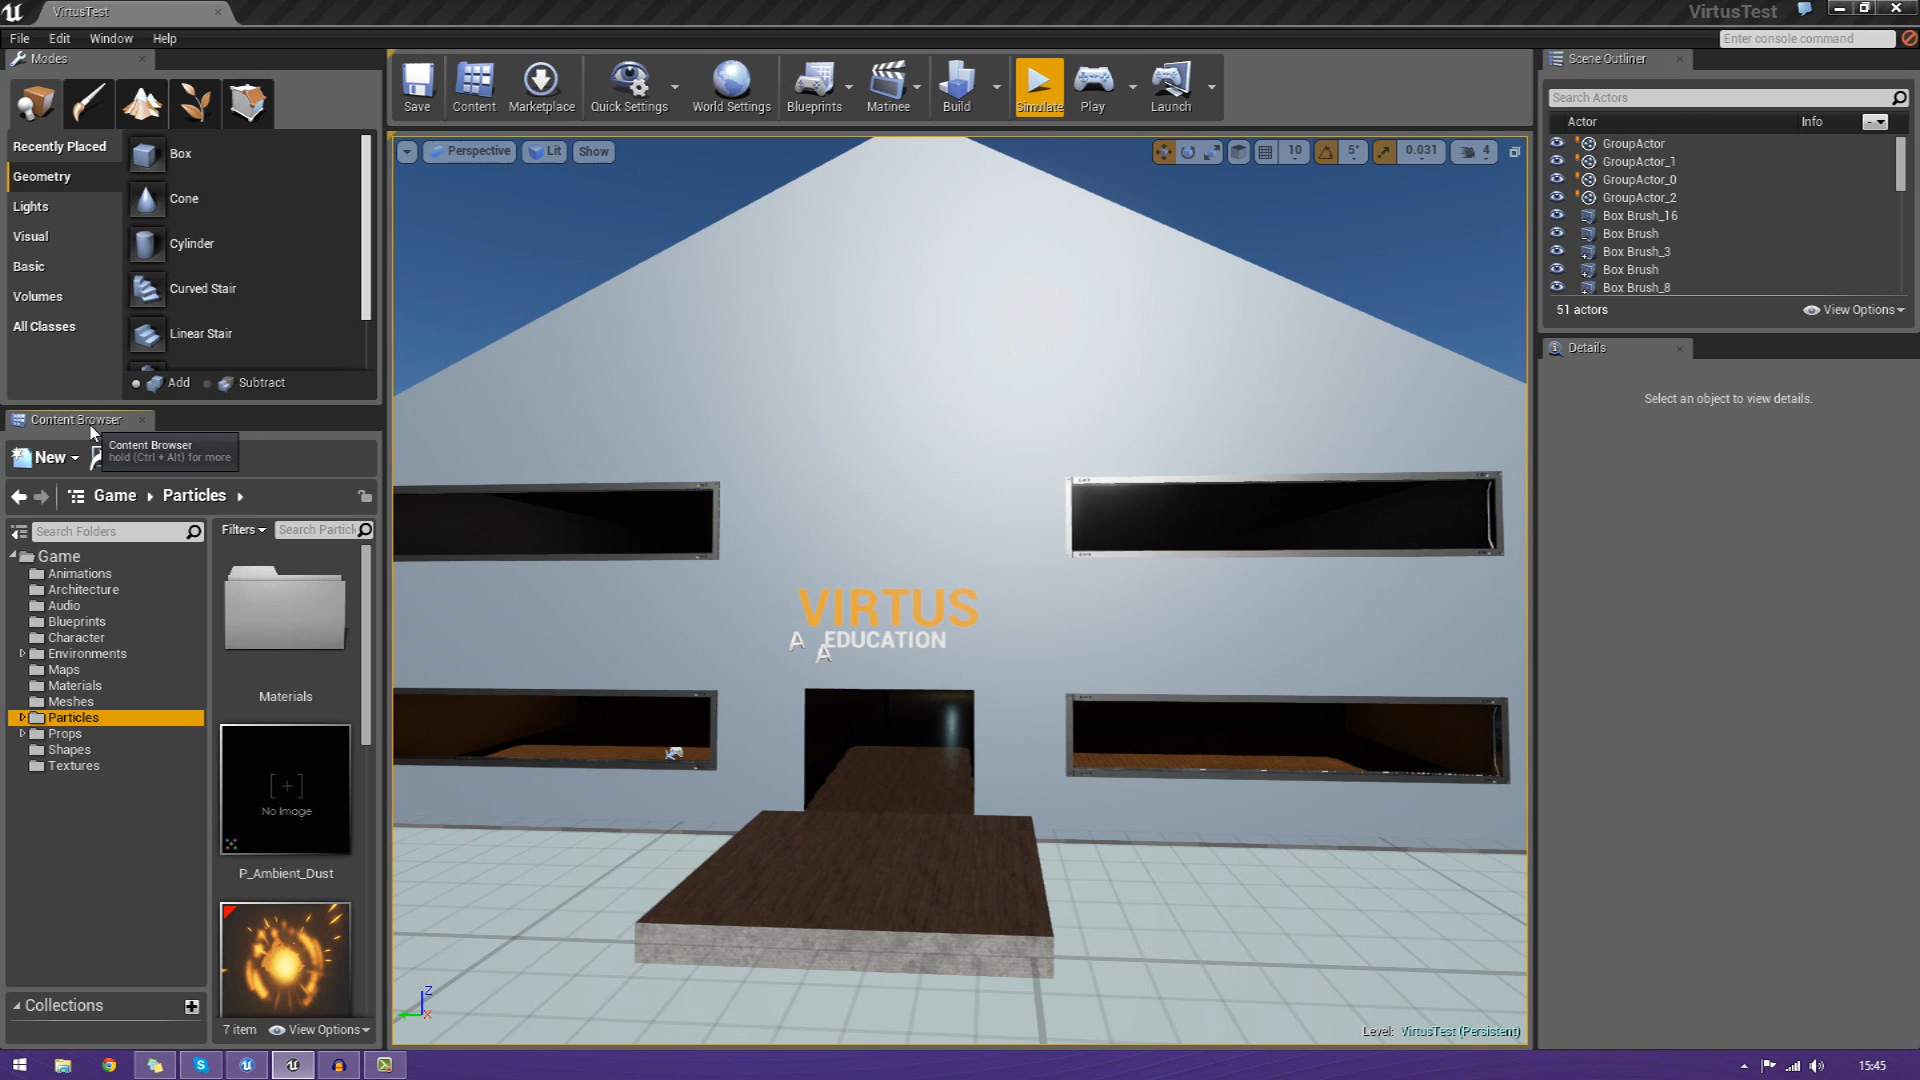 VirtusTest
VirtusTest
File Edit Window Help
Enter console command
Modes
Recently Placed
Geometry
Lights
Visual
Basic
Volumes
All Classes
Box
Cone
Cylinder
Curved Stair
Linear Stair
Add Subtract
Save Content Marketplace Quick Settings World Settings Blueprints Matinee Build Simulate Play Launch
Perspective Lit Show
10 5° 0.031 4
VIRTUS
A EDUCATION
A
Level: VirtusTest (Persistent)
Z
X
Scene Outliner
Search Actors
Actor Info
GroupActor
GroupActor_1
GroupActor_0
GroupActor_2
Box Brush_16
Box Brush
Box Brush_3
Box Brush
Box Brush_8
51 actors View Options
Details
Select an object to view details.
Content Browser
Content Browser
hold (Ctrl + Alt) for more
New
Game Particles
Search Folders
Filters
Search Particl
Game
Animations
Architecture
Audio
Blueprints
Character
Environments
Maps
Materials
Meshes
Particles
Props
Shapes
Textures
Materials
[+]
No Image
P_Ambient_Dust
Collections
7 item View Options
15:45